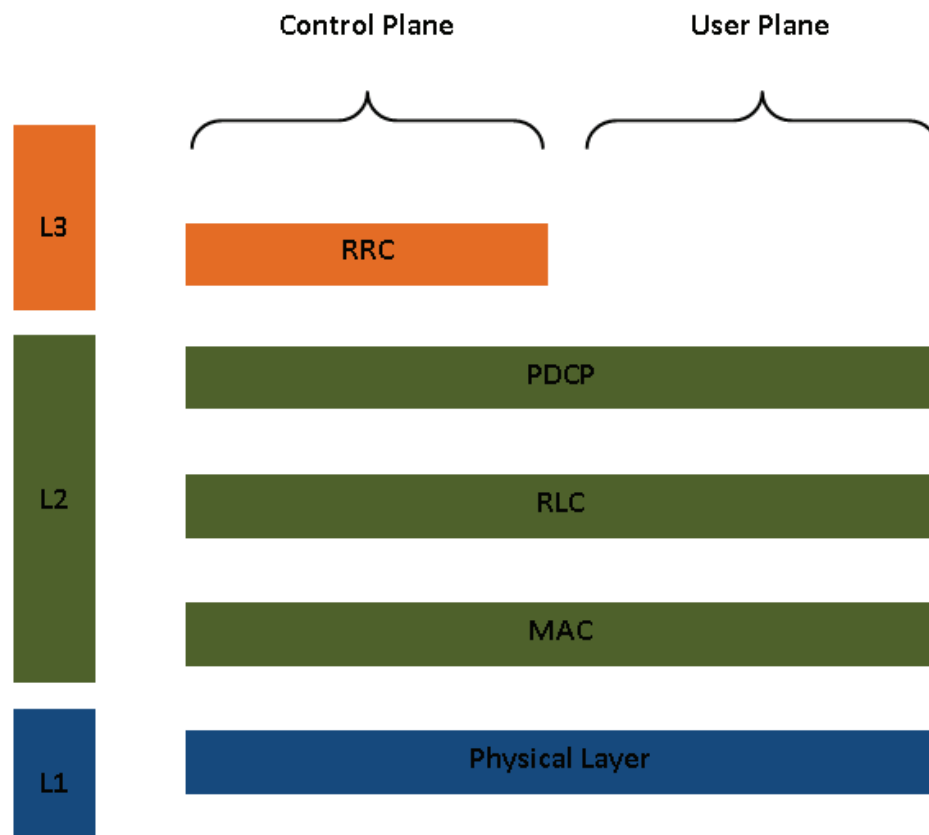 Control Plane
User Plane
L3
RRC
PDCP
L2
RLC
MAC
L1
Physical Layer